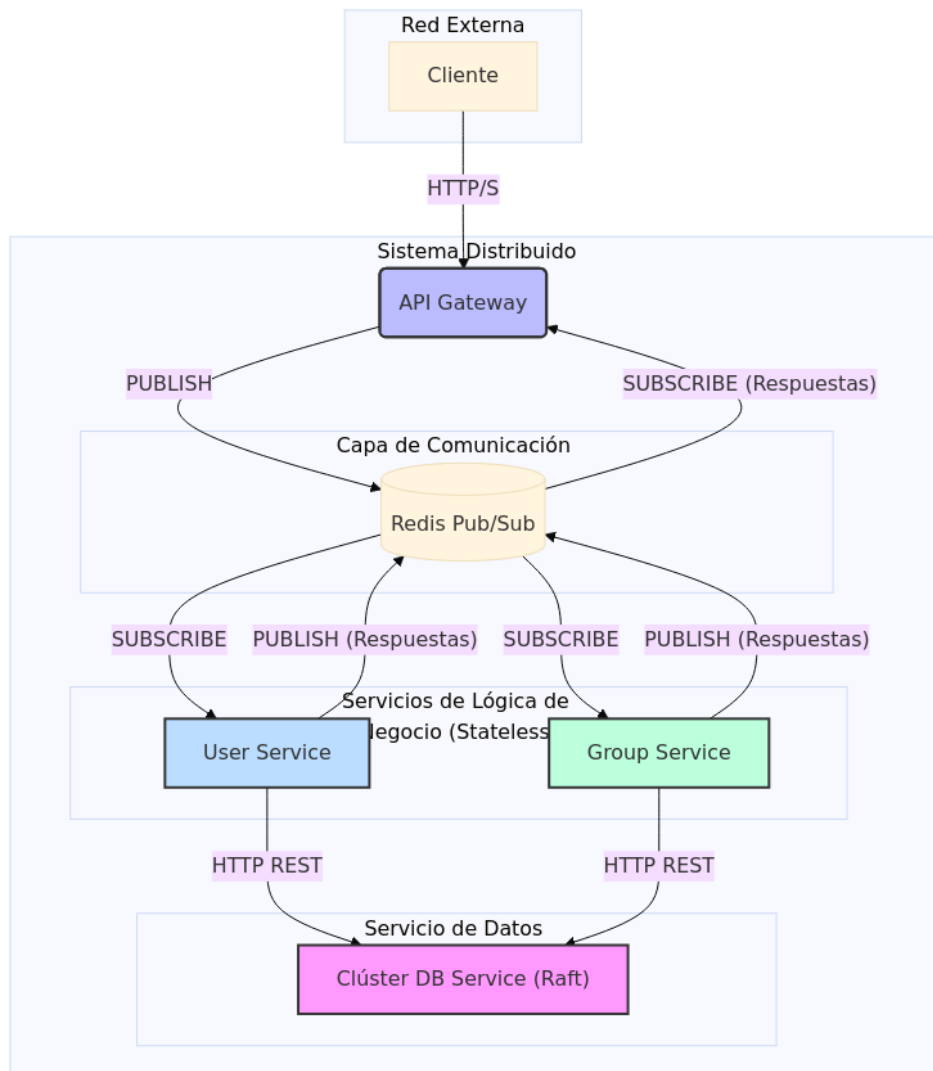 Red Externa
Cliente
HTTP/S
Sistema Distribuido
API Gateway
PUBLISH
SUBSCRIBE (Respuestas)
Capa de Comunicación
Redis Pub/Sub
SUBSCRIBE
PUBLISH (Respuestas)
SUBSCRIBE
PUBLISH (Respuestas)
Servicios de Lógica de
Negocio (Stateless
User Service
Group Service
HTTP REST
HTTP REST
Servicio de Datos
Clúster DB Service (Raft)